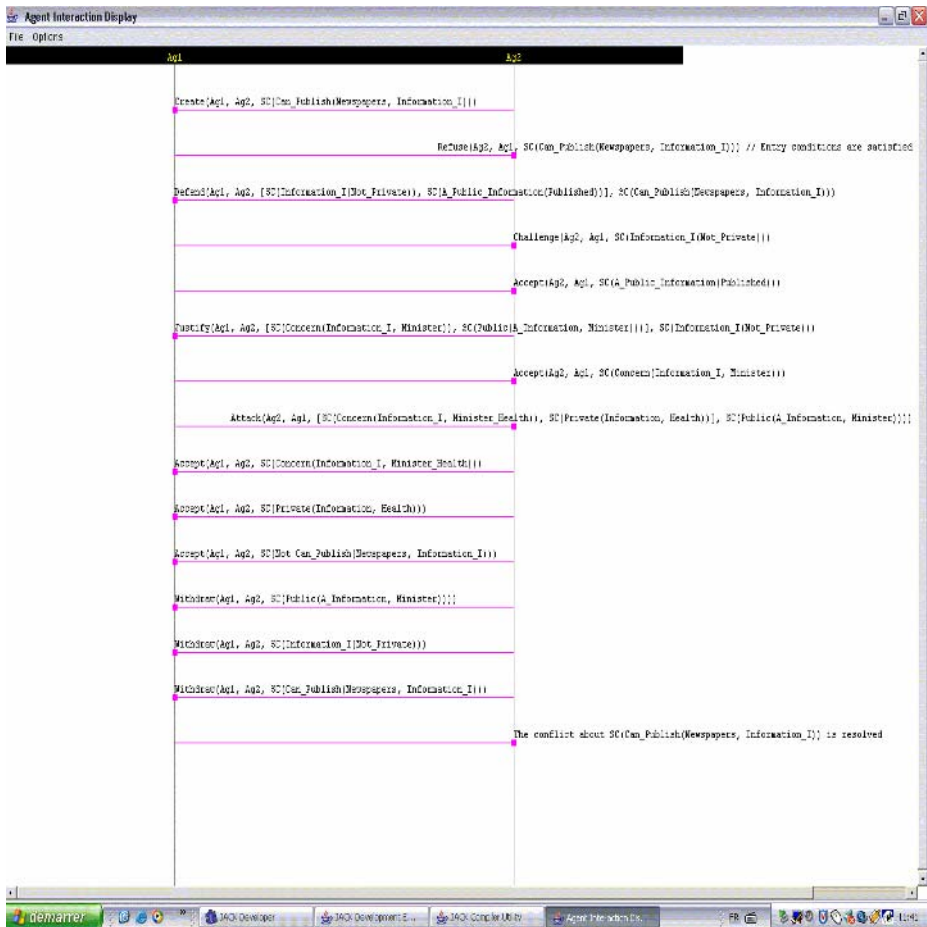 Agent Interaction Display
File Options
Ag1 Ag2
Create(Ag1, Ag2, SC(Can_Publish(Newspapers, Information_I)))
Refuse(Ag2, Ag1, SC(Can_Publish(Newspapers, Information_I))) // Entry conditions are satisfied
Defend(Ag1, Ag2, [SC(Information_I(Not_Private)), SC(A_Public_Information(Published))], SC(Can_Publish(Newspapers, Information_I)))
Challenge(Ag2, Ag1, SC(Information_I(Not_Private)))
Accept(Ag2, Ag1, SC(A_Public_Information(Published)))
Justify(Ag1, Ag2, [SC(Concern(Information_I, Minister)), SC(Public(A_Information, Minister)))], SC(Information_I(Not_Private)))
Accept(Ag2, Ag1, SC(Concern(Information_I, Minister)))
Attack(Ag2, Ag1, [SC(Concern(Information_I, Minister_Health)), SC(Private(Information, Health))], SC(Public(A_Information, Minister))))
Accept(Ag1, Ag2, SC(Concern(Information_I, Minister_Health)))
Accept(Ag1, Ag2, SC(Private(Information, Health)))
Accept(Ag1, Ag2, SC(Not Can_Publish(Newspapers, Information_I)))
Withdraw(Ag1, Ag2, SC(Public(A_Information, Minister))))
Withdraw(Ag1, Ag2, SC(Information_I(Not_Private)))
Withdraw(Ag1, Ag2, SC(Can_Publish(Newspapers, Information_I)))
The conflict about SC(Can_Publish(Newspapers, Information_I)) is resolved
démarrer JACK Developer JACK Development E... JACK Compiler Utility Agent Interaction Dis... FR 11:41